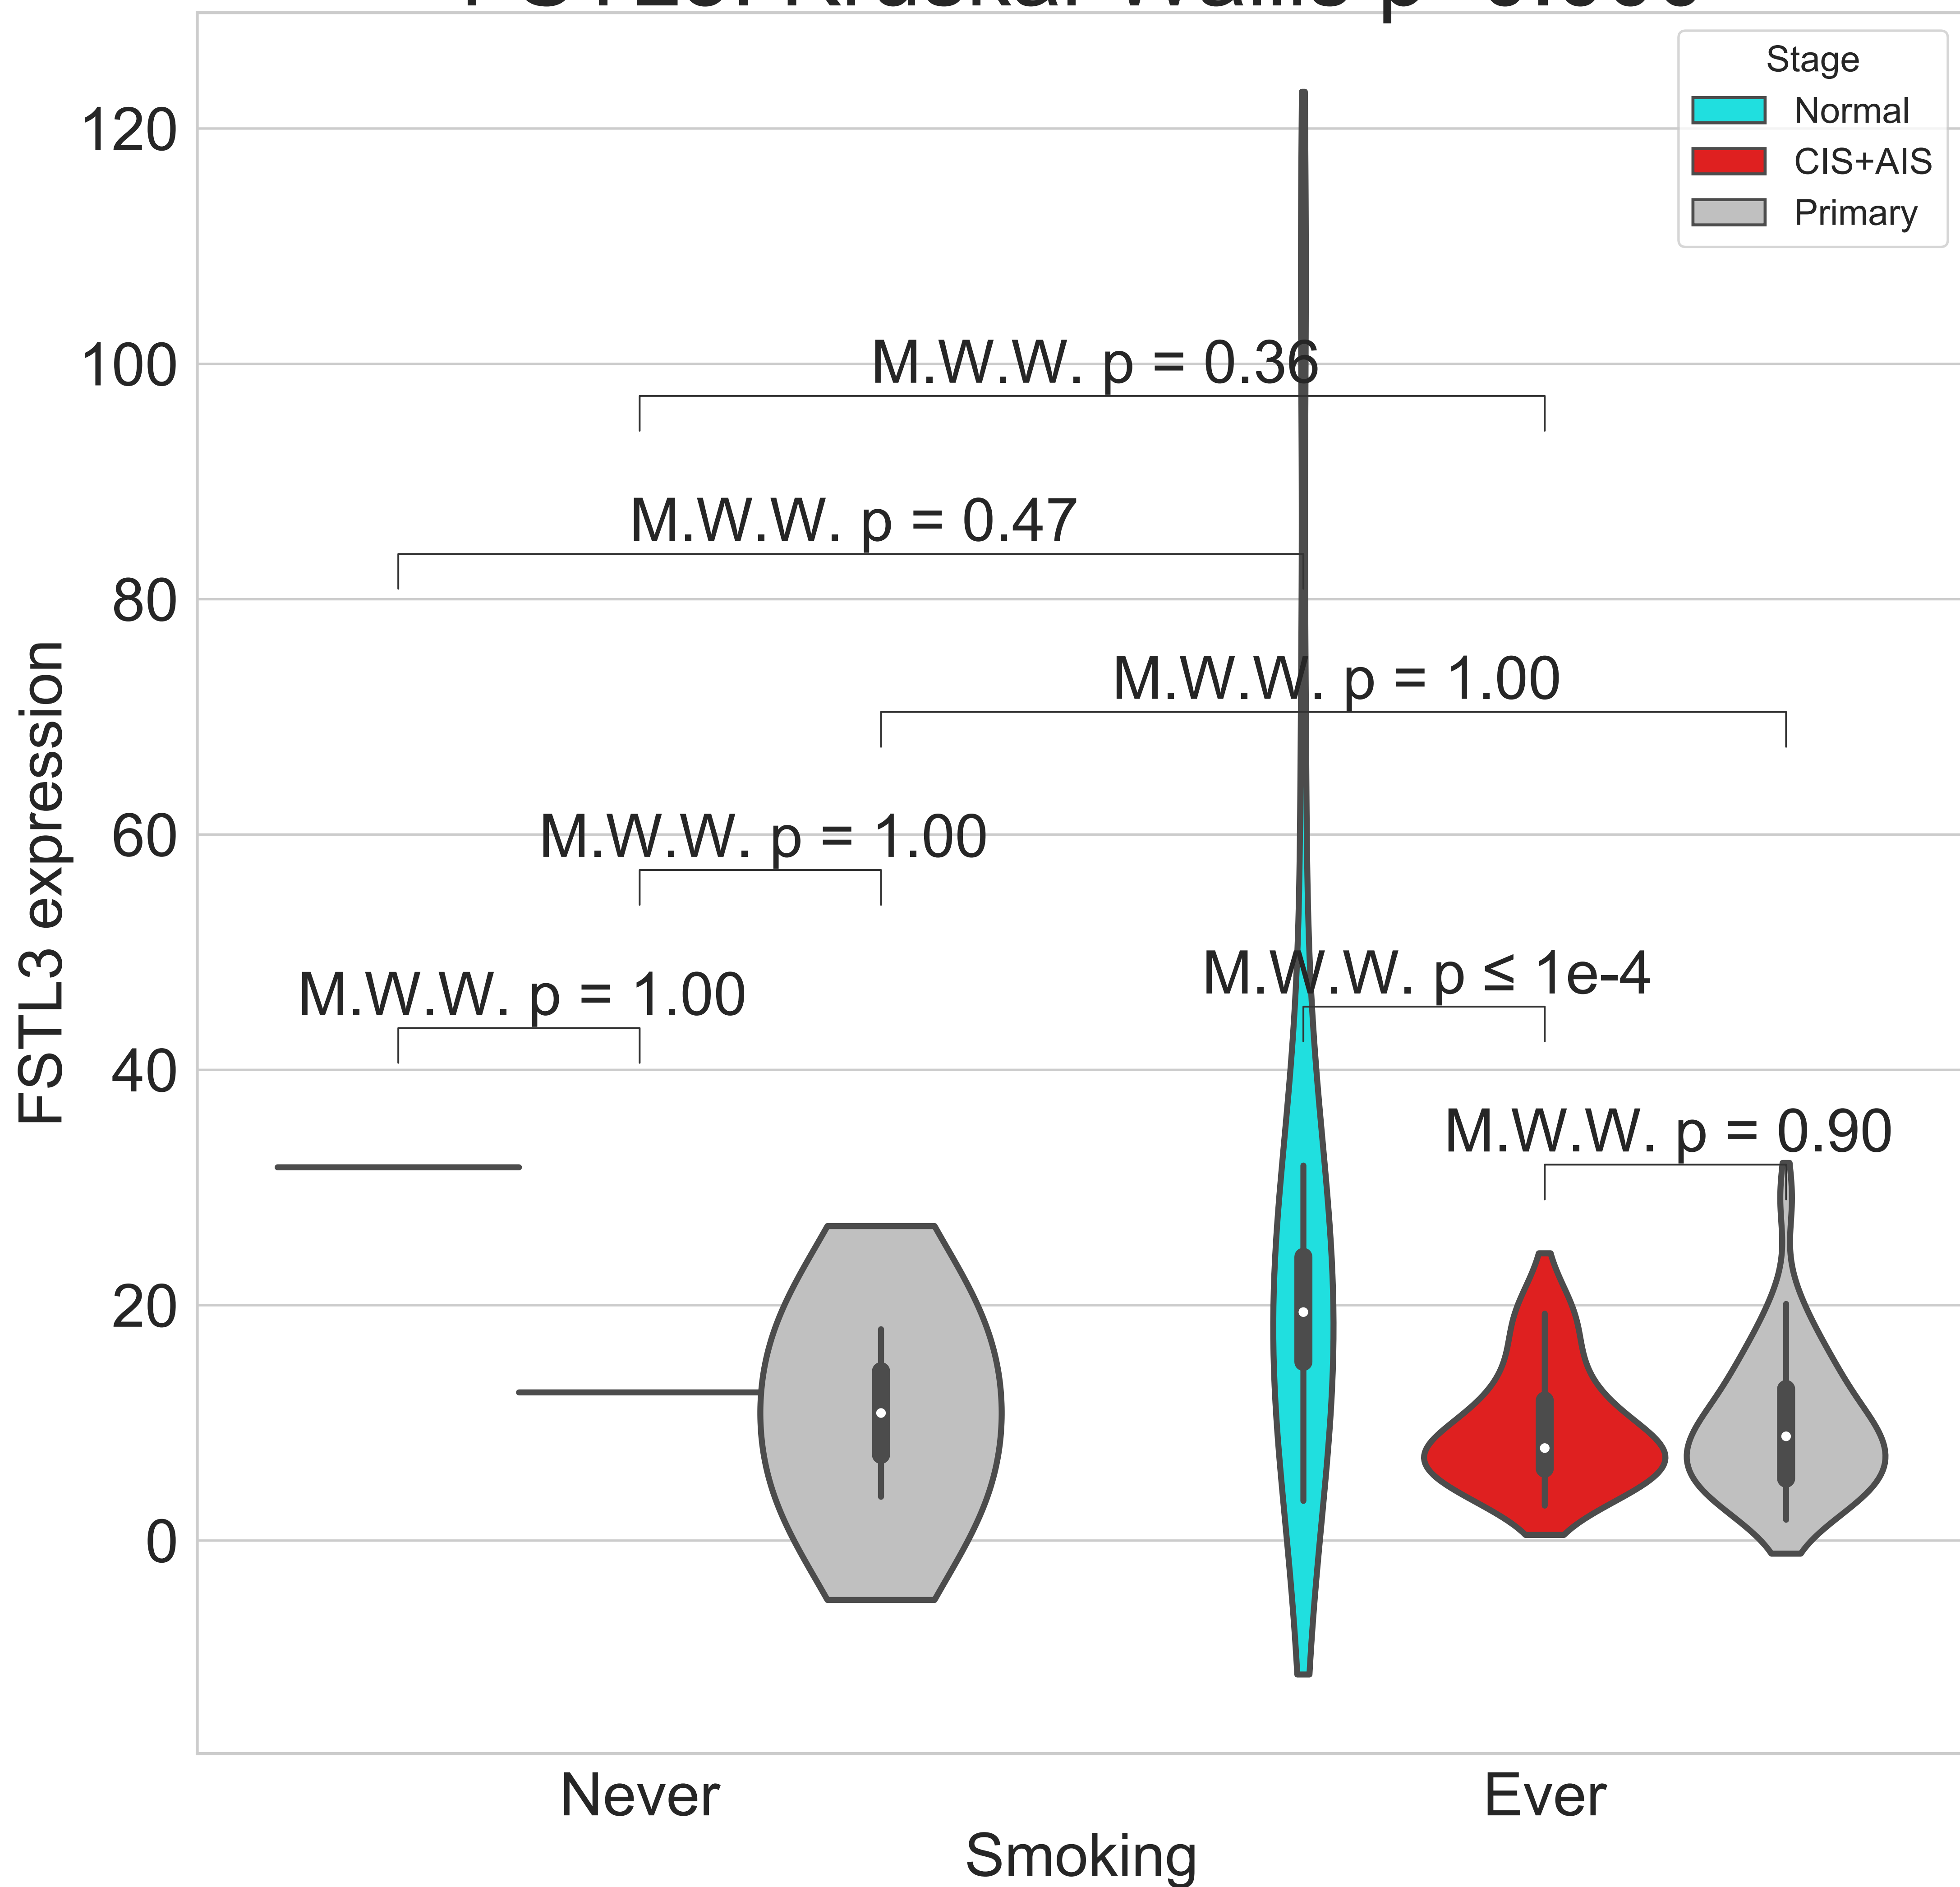 Stage
Normal
CIS+AIS
Primary
120
100
80
60
40
20
0
FSTL3 expression
M.W.W. p = 0.36
M.W.W. p = 0.47
M.W.W. p = 1.00
M.W.W. p = 1.00
M.W.W. p ≤ 1e-4
M.W.W. p = 1.00
M.W.W. p = 0.90
Never
Ever
Smoking